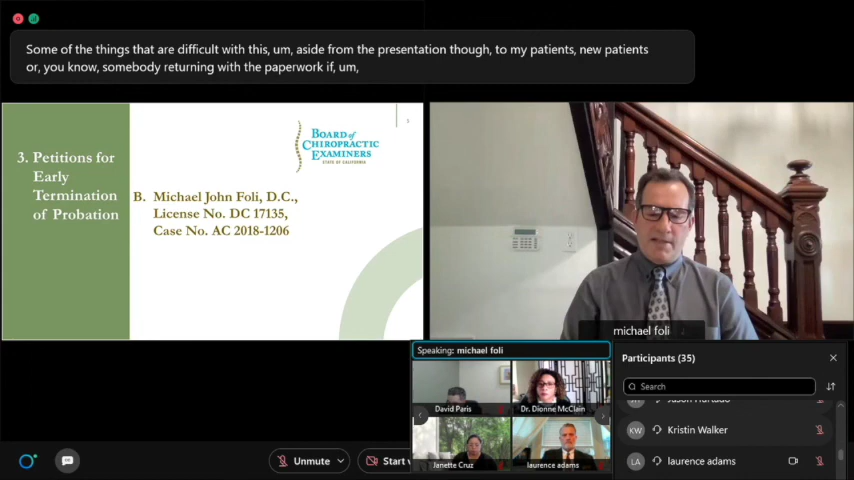 Some of the things that are difficult with this, um, aside from the presentation though, to my patients, new patients
or, you know, somebody returning with the paperwork if, um,
5
BOARD of
CHIROPRACTIC
EXAMINERS
STATE OF CALIFORNIA
3. Petitions for
Early
Termination
of Probation
B. Michael John Foli, D.C.,
License No. DC 17135,
Case No. AC 2018-1206
michael foli
Speaking: michael foli
David Paris
Dr. Dionne McClain
Janette Cruz
laurence adams
Participants (35)
Search
Jason Hurtado
KW Kristin Walker
LA laurence adams
Unmute
Start